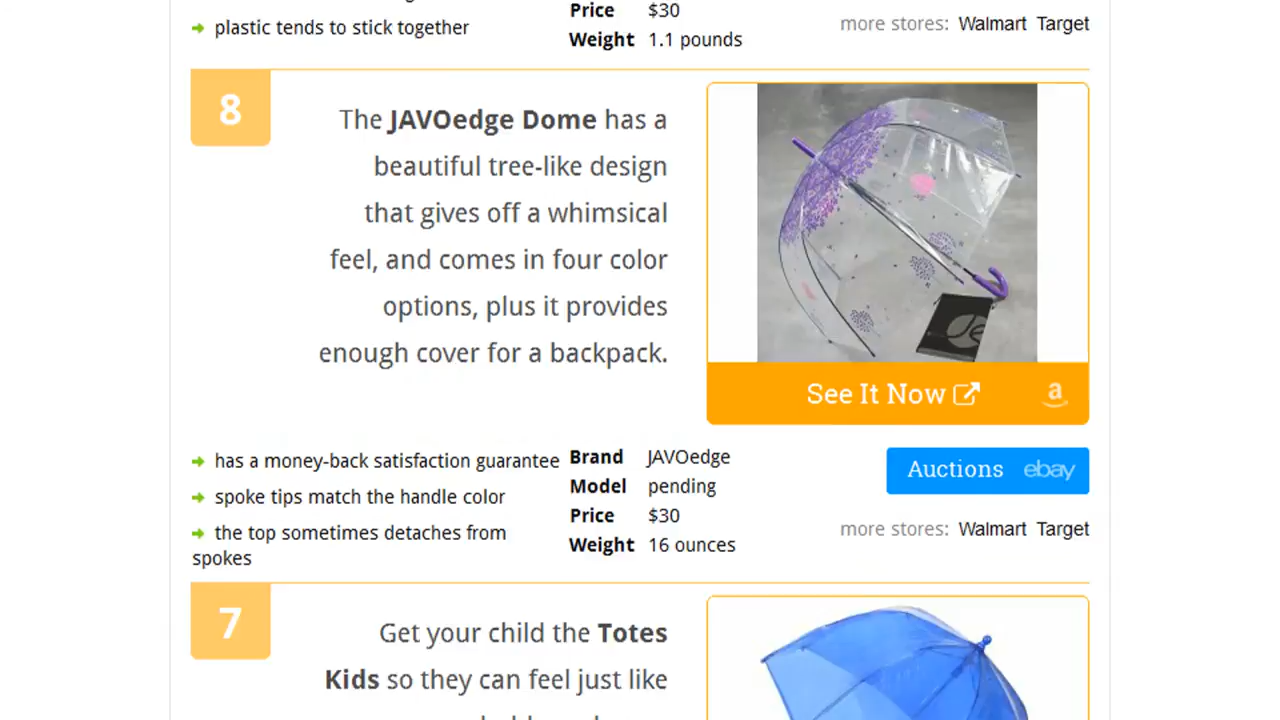 plastic tends to stick together
Price $30
Weight 1.1 pounds
more stores: Walmart Target
8
The JAVOedge Dome has a
beautiful tree-like design
that gives off a whimsical
feel, and comes in four color
options, plus it provides
enough cover for a backpack.
See It Now a
has a money-back satisfaction guarantee
spoke tips match the handle color
the top sometimes detaches from
spokes
Brand JAVOedge
Model pending
Price $30
Weight 16 ounces
Auctions ebay
more stores: Walmart Target
7
Get your child the Totes
Kids so they can feel just like